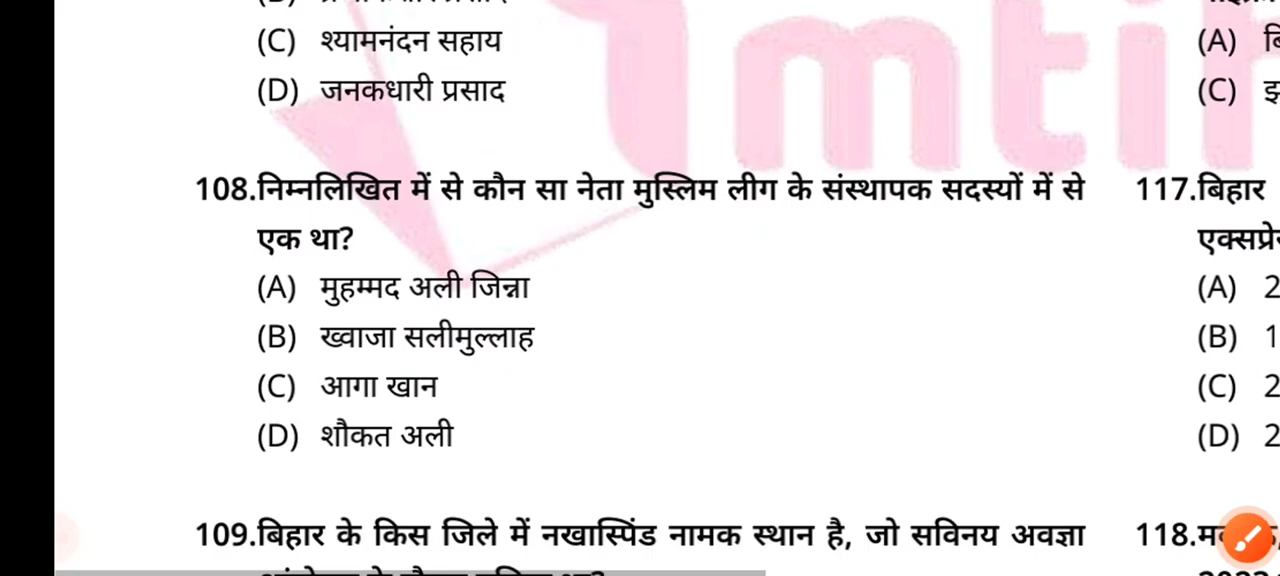 (C) श्यामनंदन सहाय
(D) जनकधारी प्रसाद
108.निम्नलिखित में से कौन सा नेता मुस्लिम लीग के संस्थापक सदस्यों में से
एक था?
(A) मुहम्मद अली जिन्ना
(B) ख्वाजा सलीमुल्लाह
(C) आगा खान
(D) शौकत अली
109.बिहार के किस जिले में नखास्पिंड नामक स्थान है, जो सविनय अवज्ञा
(A)
(C)
117.बिहार
(A) 2
(B) 1
(C) 2
(D) 2
118.